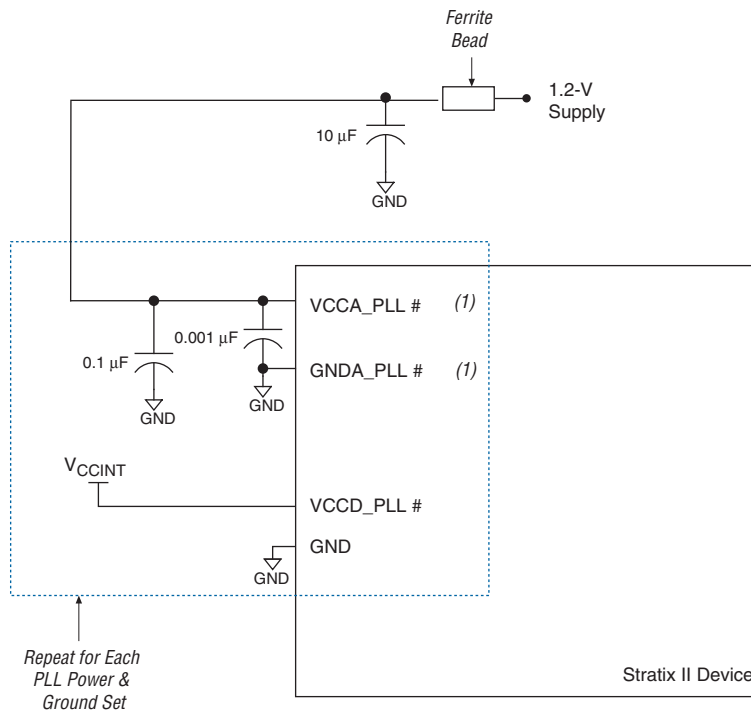 Ferrite
Bead
1.2-V
Supply
10 μF
GND
VCCA_PLL #
(1)
0.001 μF
0.1 μF
GNDA_PLL #
(1)
GND
GND
VCCINT
VCCD_PLL #
GND
GND
Repeat for Each
PLL Power &
Ground Set
Stratix II Device